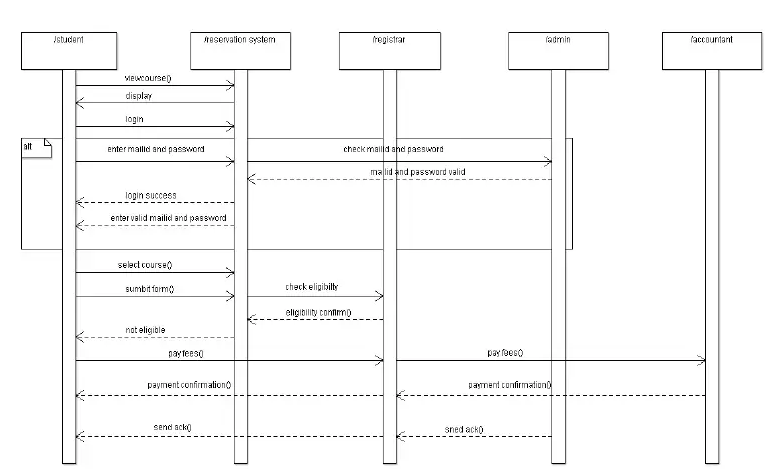 /student
/reservation system
/registrar
/admin
/accountant
viewcourse()
display
login
alt
enter mailid and password
check mailid and password
mailid and password valid
login success
enter valid mailid and password
select course()
sumbit form()
check eligibilty
eligibility confirm()
not eligible
pay fees()
pay fees()
payment confirmation()
payment confirmation()
send ack()
sned ack()